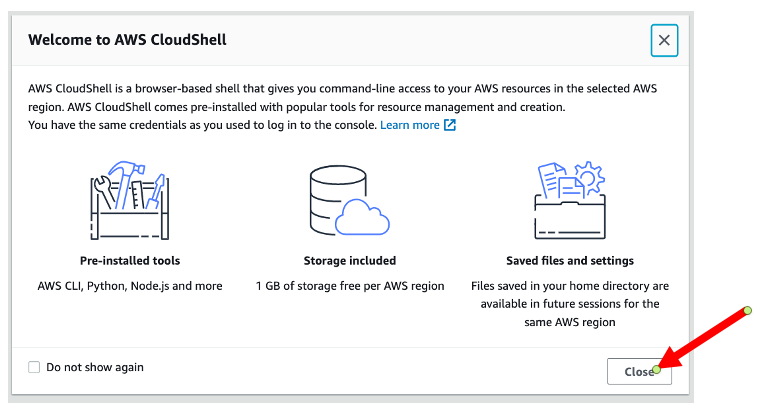 Welcome to AWS CloudShell
AWS CloudShell is a browser-based shell that gives you command-line access to your AWS resources in the selected AWS
region. AWS CloudShell comes pre-installed with popular tools for resource management and creation.
You have the same credentials as you used to log in to the console. Learn more
Pre-installed tools
AWS CLI, Python, Node.js and more
Storage included
1 GB of storage free per AWS region
Saved files and settings
Files saved in your home directory are
available in future sessions for the
same AWS region
Do not show again
Close